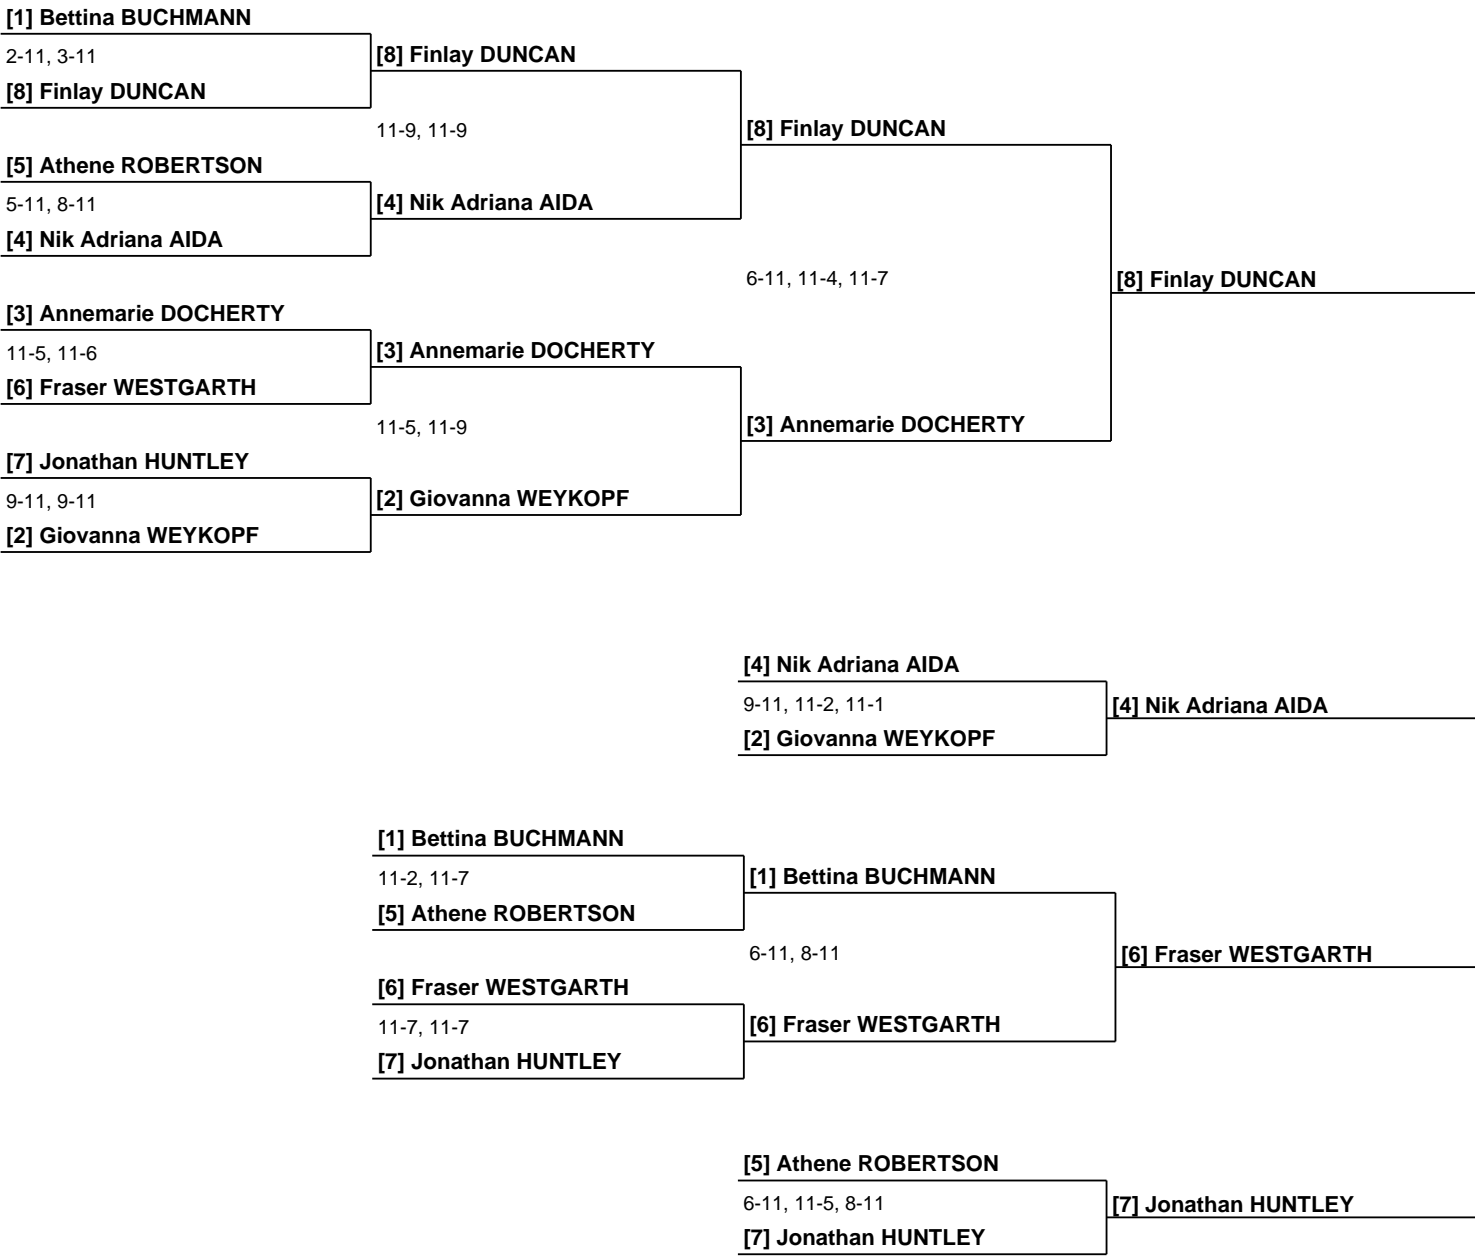 [1] Bettina BUCHMANN
2-11, 3-11
[8] Finlay DUNCAN
[8] Finlay DUNCAN
11-9, 11-9
[8] Finlay DUNCAN
[5] Athene ROBERTSON
5-11, 8-11
[4] Nik Adriana AIDA
[4] Nik Adriana AIDA
6-11, 11-4, 11-7
[8] Finlay DUNCAN
[3] Annemarie DOCHERTY
11-5, 11-6
[3] Annemarie DOCHERTY
[6] Fraser WESTGARTH
11-5, 11-9
[3] Annemarie DOCHERTY
[7] Jonathan HUNTLEY
9-11, 9-11
[2] Giovanna WEYKOPF
[2] Giovanna WEYKOPF
[4] Nik Adriana AIDA
9-11, 11-2, 11-1
[4] Nik Adriana AIDA
[2] Giovanna WEYKOPF
[1] Bettina BUCHMANN
11-2, 11-7
[1] Bettina BUCHMANN
[5] Athene ROBERTSON
6-11, 8-11
[6] Fraser WESTGARTH
[6] Fraser WESTGARTH
11-7, 11-7
[6] Fraser WESTGARTH
[7] Jonathan HUNTLEY
[5] Athene ROBERTSON
6-11, 11-5, 8-11
[7] Jonathan HUNTLEY
[7] Jonathan HUNTLEY